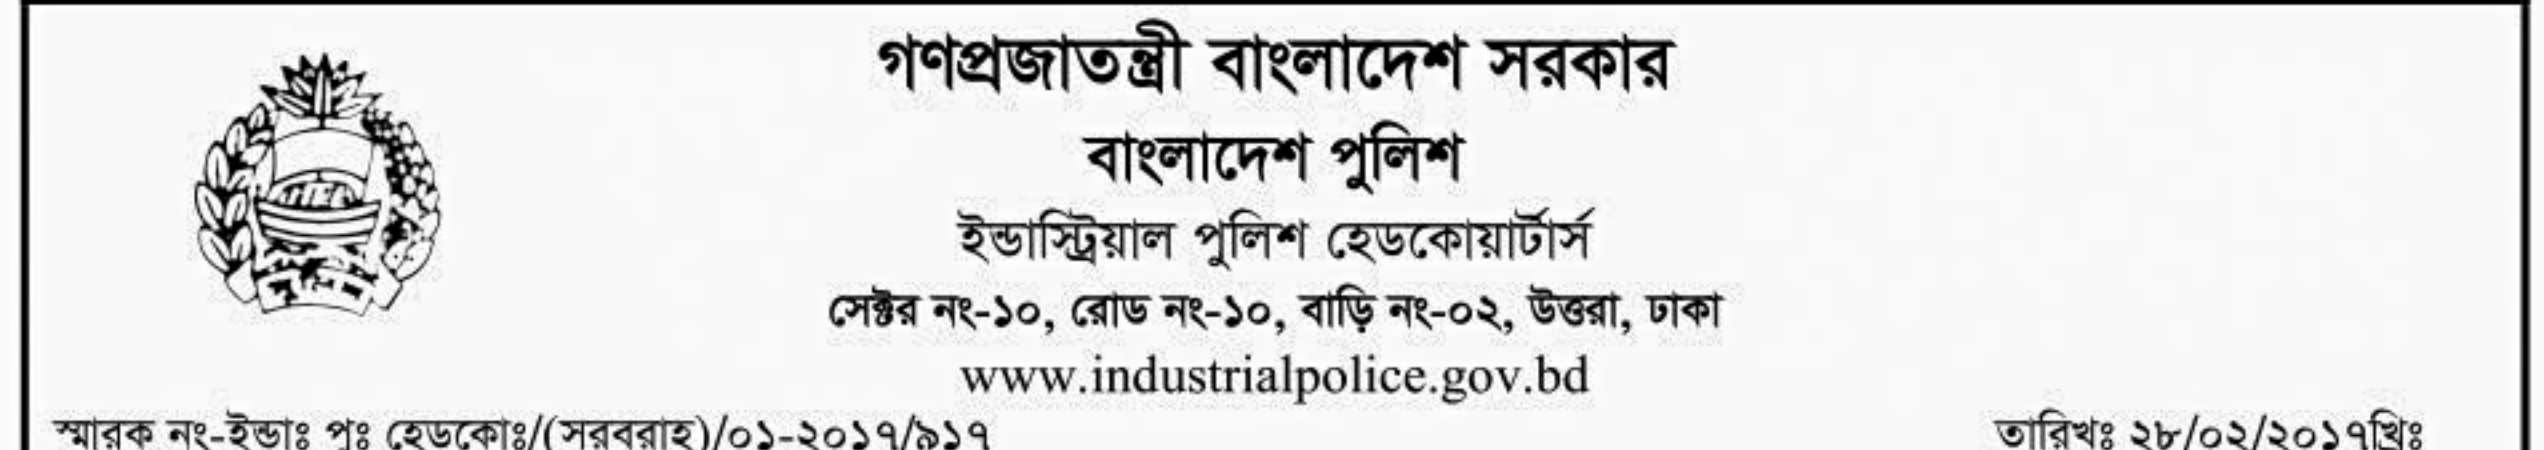 গণপ্রজাতন্ত্রী বাংলাদেশ সরকার
বাংলাদেশ পুলিশ
ইন্ডাস্ট্রিয়াল পুলিশ হেডকোয়ার্টার্স
সেক্টর নং-১০, রোড নং-১০, বাড়ি নং-০২, উত্তরা, ঢাকা
www.industrialpolice.gov.bd
স্মারক নং-ইন্ডাঃ পুঃ হেডকোঃ/(সরবরাহ)/০১-২০১৭/৯১৭ তারিখঃ ২৮/০২/২০১৭খ্রিঃ